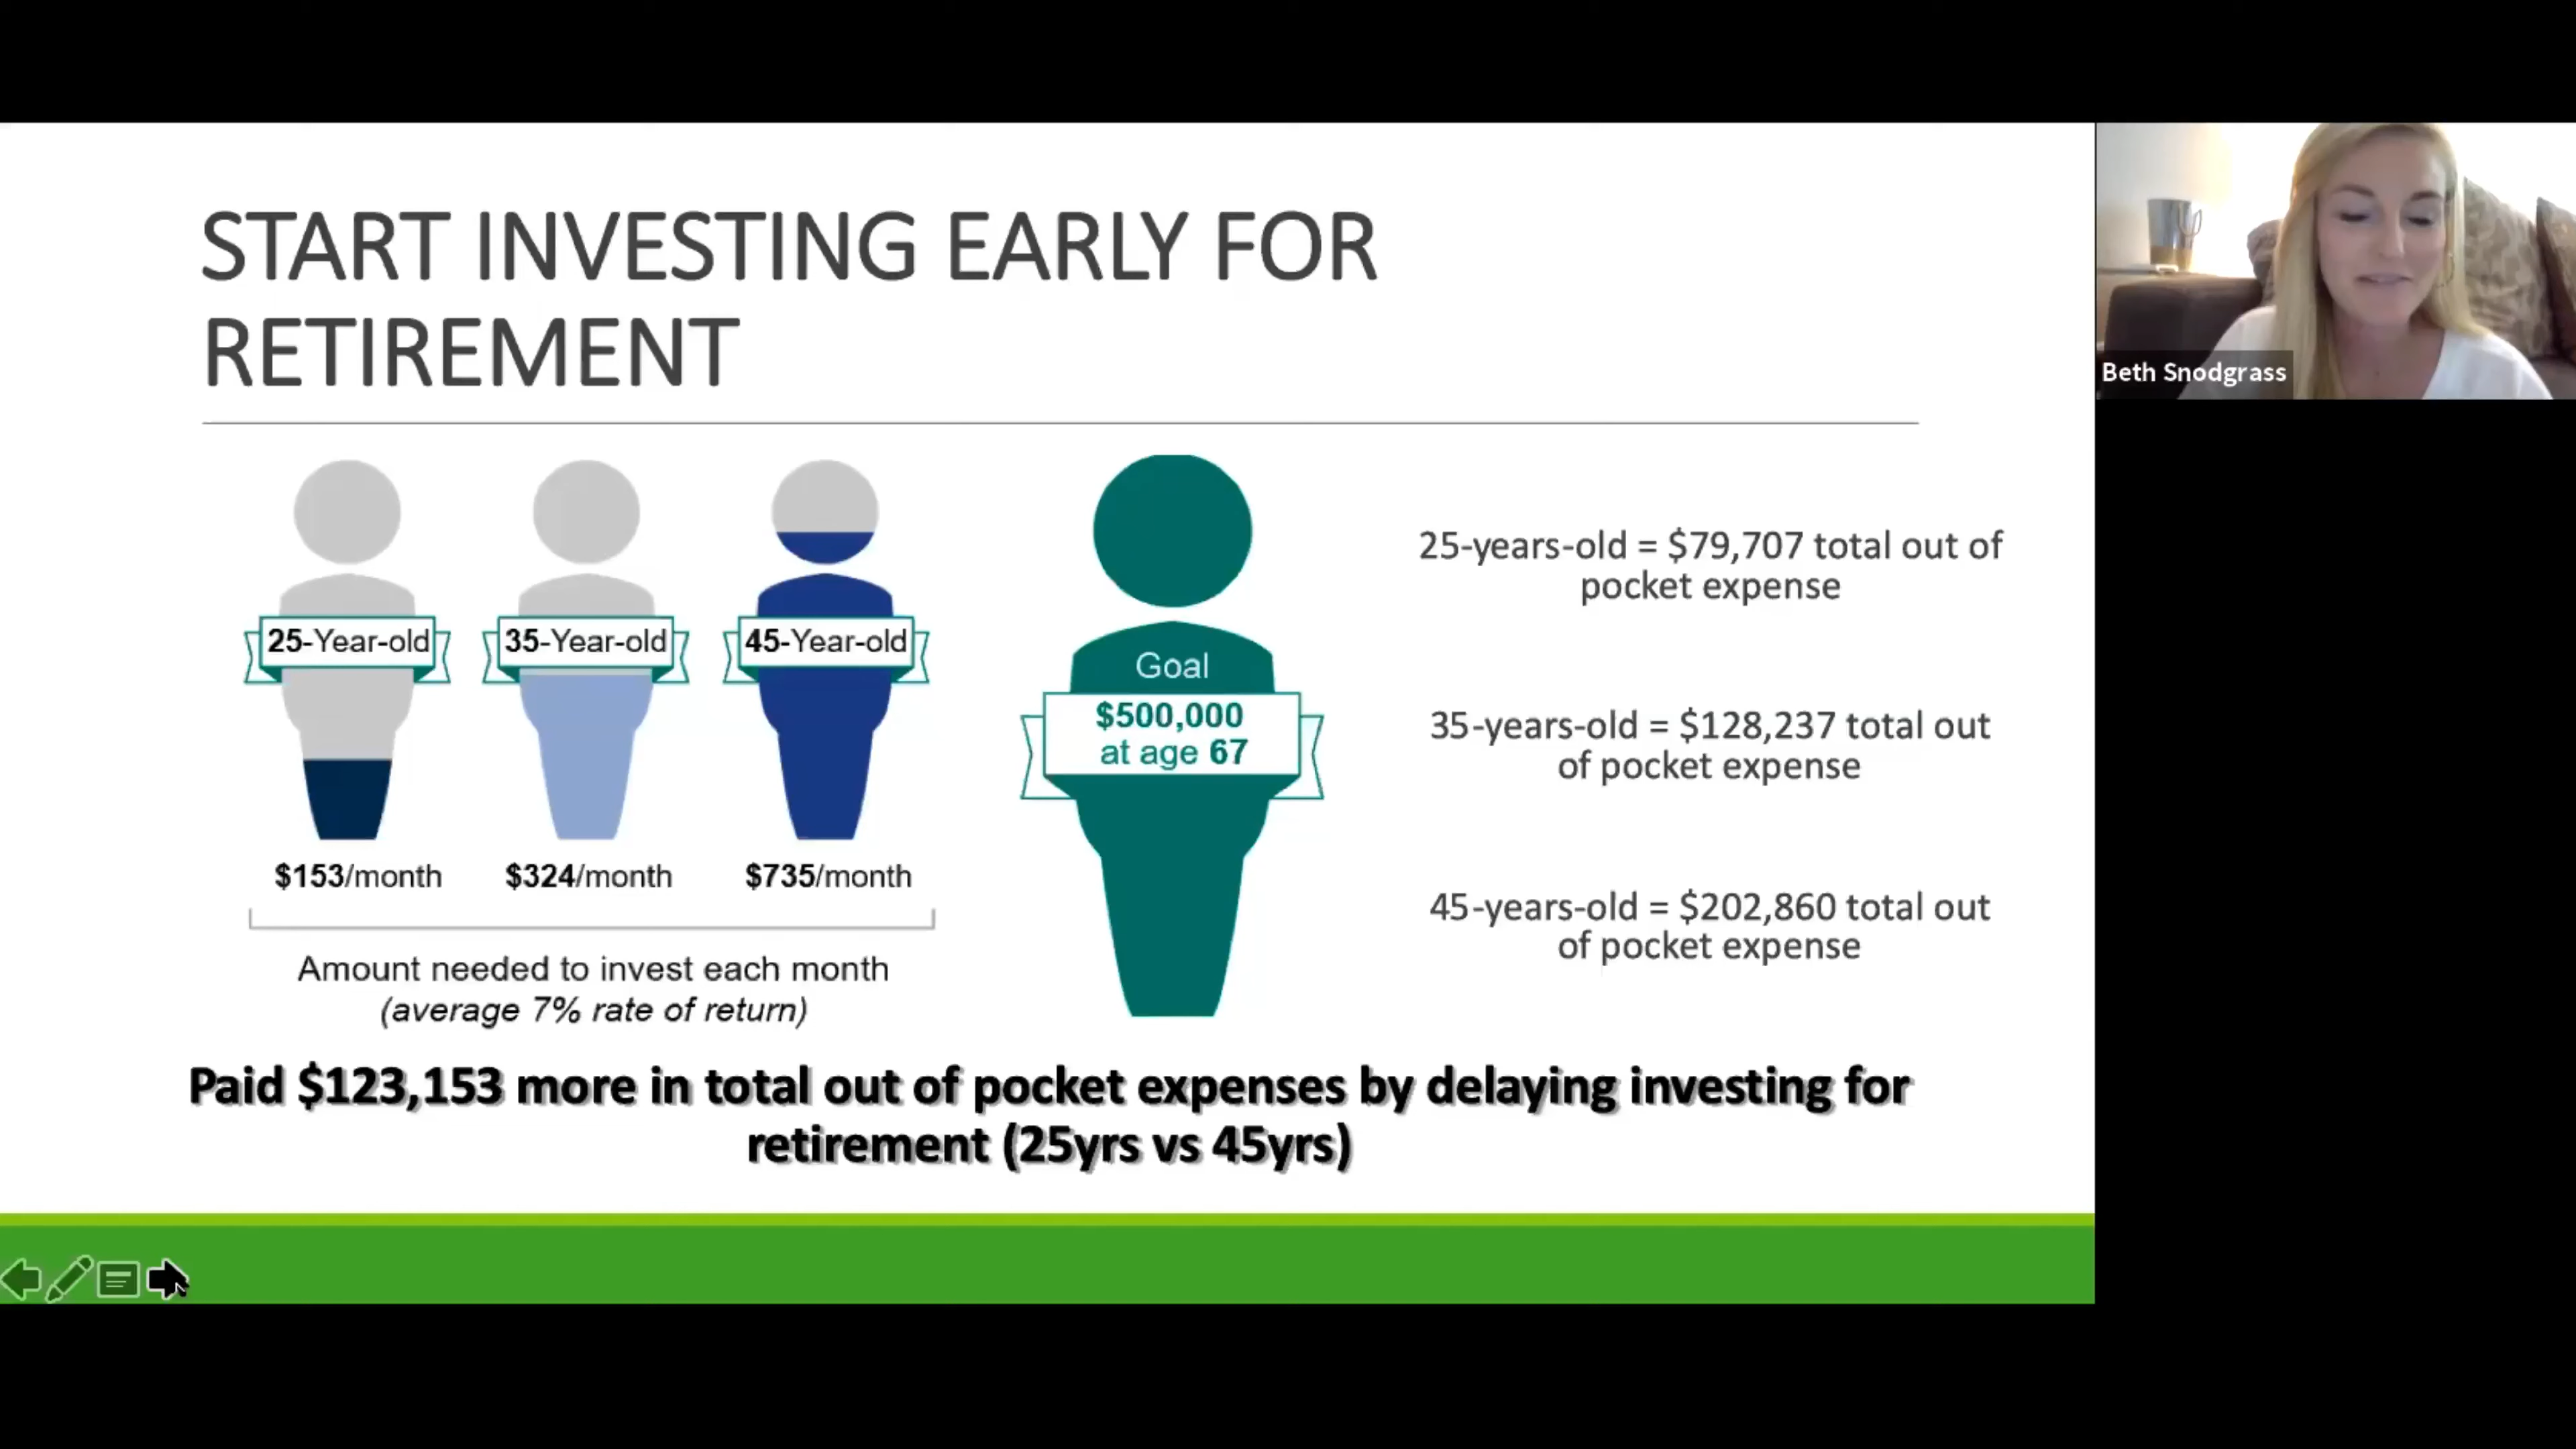 START INVESTING EARLY FOR
RETIREMENT
Beth Snodgrass
25-Year-old
35-Year-old
45-Year-old
$153/month
$324/month
$735/month
Amount needed to invest each month
(average 7% rate of return)
Goal
$500,000
at age 67
25-years-old = $79,707 total out of
pocket expense
35-years-old = $128,237 total out
of pocket expense
45-years-old = $202,860 total out
of pocket expense
Paid $123,153 more in total out of pocket expenses by delaying investing for
retirement (25yrs vs 45yrs)